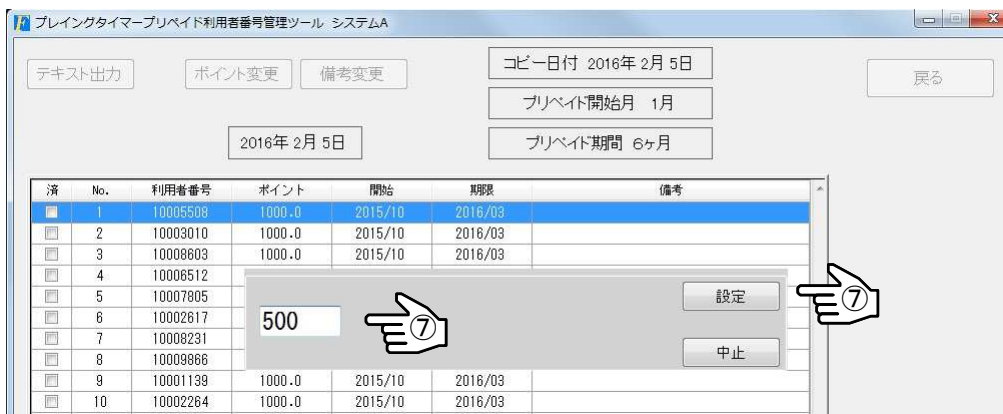 プレイングタイマープリペイド利用者番号管理ツール システムA
テキスト出力 ポイント変更 備考変更 コピー日付 2016年 2月 5日 戻る
プリペイド開始月 1月
2016年 2月 5日 プリペイド期間 6ヶ月
済 No. 利用者番号 ポイント 開始 期限 備考
1 10005508 1000.0 2015/10 2016/03
2 10003010 1000.0 2015/10 2016/03
3 10008603 1000.0 2015/10 2016/03
4 10006512
5 10007805
6 10002617
7 10008231
8 10009866
500 ⑦ 設定 ⑦
中止
9 10001139 1000.0 2015/10 2016/03
10 10002264 1000.0 2015/10 2016/03